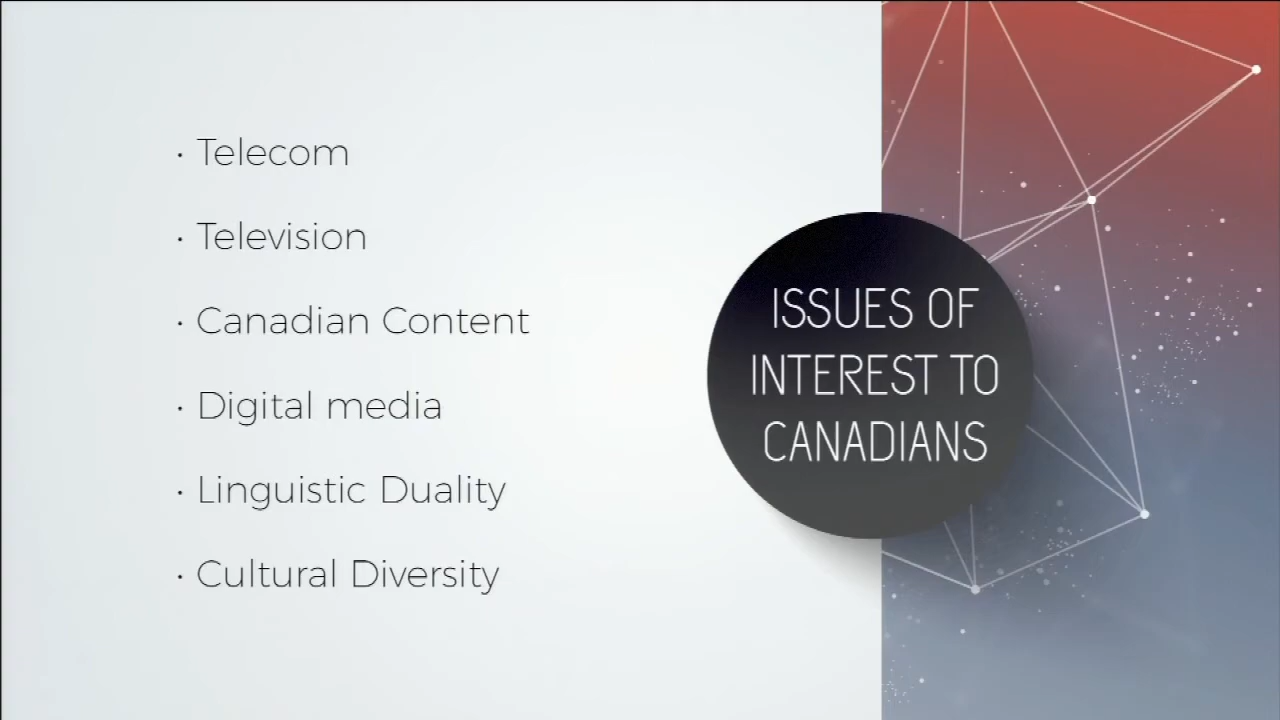 · Telecom
· Television
· Canadian Content
· Digital media
· Linguistic Duality
· Cultural Diversity
ISSUES OF
INTEREST TO
CANADIANS